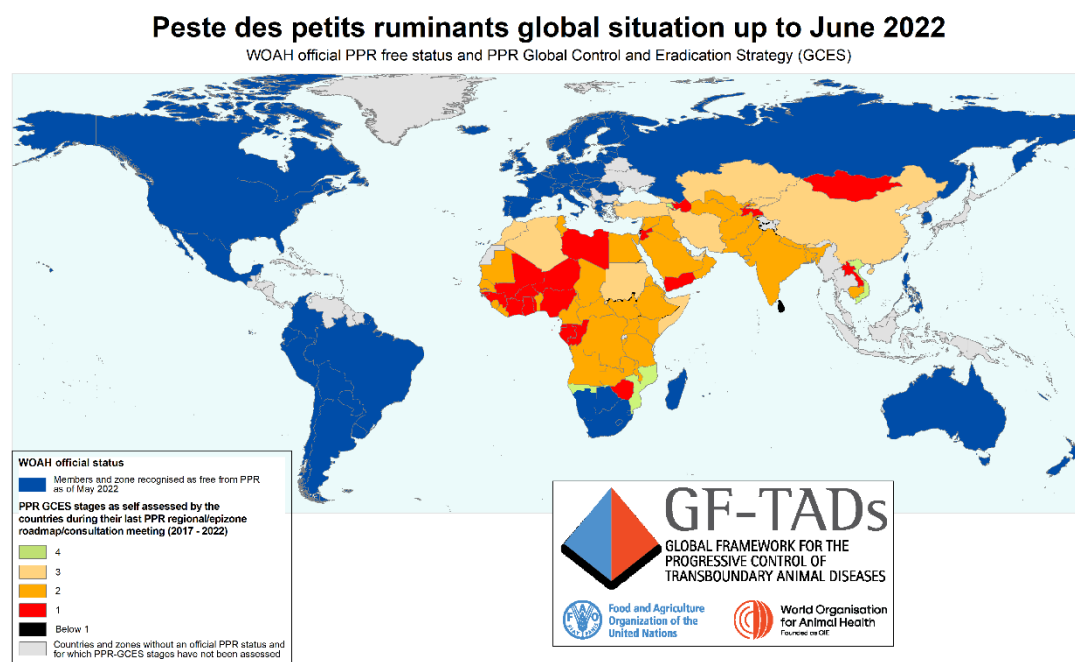 Peste des petits ruminants global situation up to June 2022
WOAH official PPR free status and PPR Global Control and Eradication Strategy (GCES)
WOAH official status
Members and zone recognised as free from PPR
as of May 2022
PPR GCES stages as self assessed by the
countries during their last PPR regional/epizone
roadmap/consultation meeting (2017 - 2022)
4
3
2
1
Below 1
Countries and zones without an official PPR status and
for which PPR-GCES stages have not been assessed
GF-TADs
GLOBAL FRAMEWORK FOR THE
PROGRESSIVE CONTROL OF
TRANSBOUNDARY ANIMAL DISEASES
FAO
FIAT PANIS
Food and Agriculture
Organization of the
United Nations
World Organisation
for Animal Health
Founded as OIE